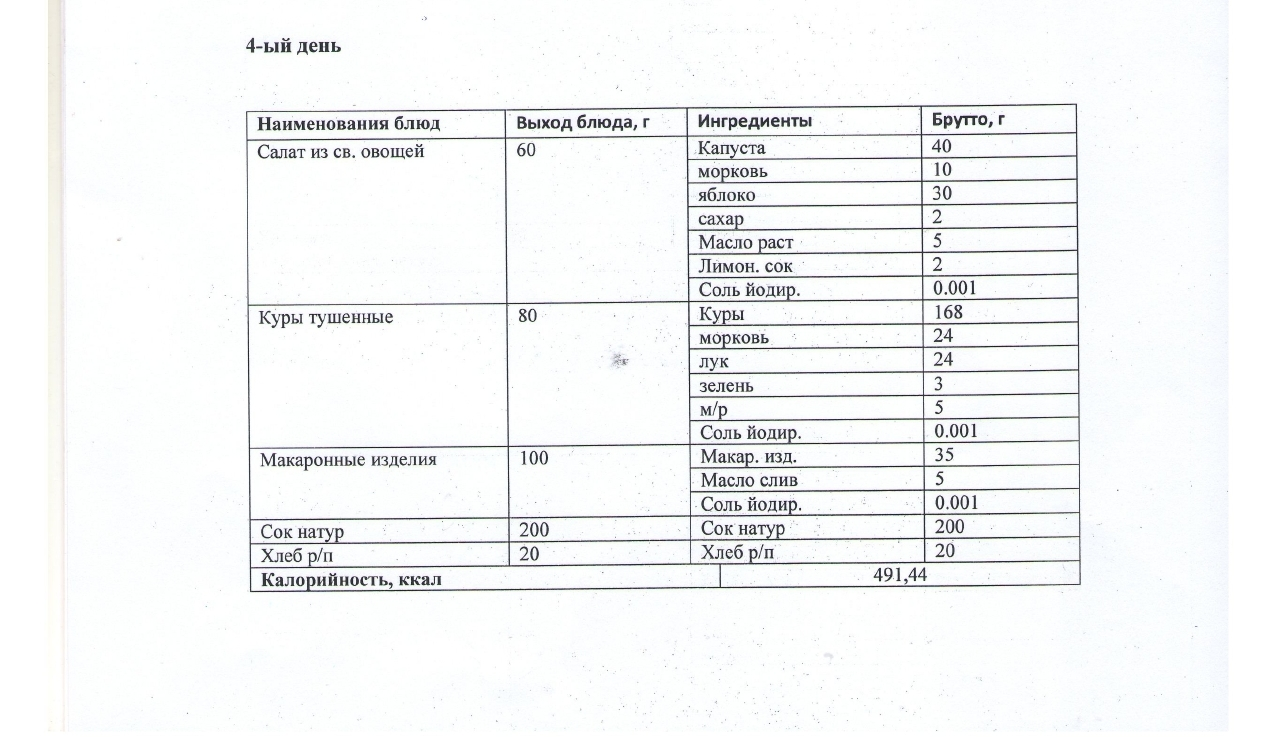 4-ый день
Наименования блюд Выход блюда, г Ингредиенты Брутто, г
Салат из св. овощей 60 Капуста 40
морковь 10
яблоко 30
сахар 2
Масло раст 5
Лимон. сок 2
Соль йодир. 0.001
Куры тушенные 80 Куры 168
морковь 24
лук 24
зелень 3
м/р 5
Соль йодир. 0.001
Макаронные изделия 100 Макар. изд. 35
Масло слив 5
Соль йодир. 0.001
Сок натур 200 Сок натур 200
Хлеб р/п 20 Хлеб р/п 20
Калорийность, ккал 491,44